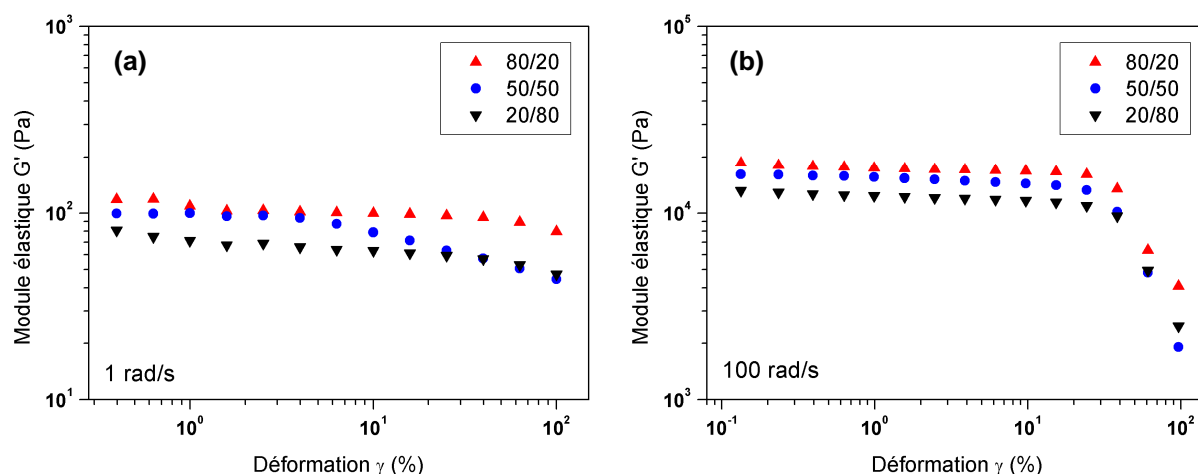 (a)
80/20
50/50
20/80
Module élastique G' (Pa)
10³
10²
10¹
1 rad/s
10⁰
10¹
10²
Déformation γ (%)
(b)
80/20
50/50
20/80
Module élastique G' (Pa)
10⁵
10⁴
10³
100 rad/s
10⁻¹
10⁰
10¹
10²
Déformation γ (%)